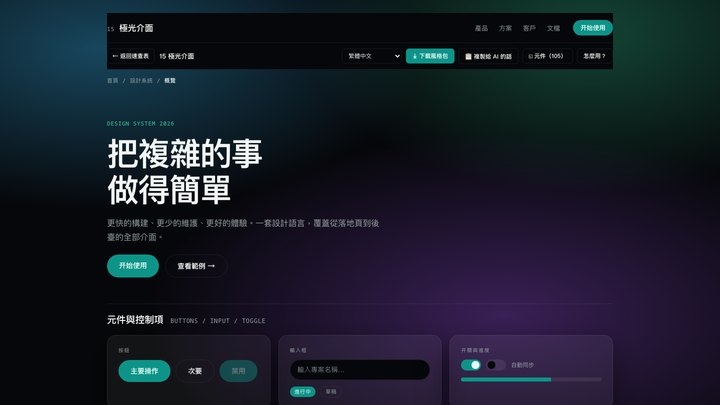 15 極光介面
產品 方案 客戶 文檔 开始使用
← 返回速查表 15 極光介面 繁體中文 ↓ 下載風格包 📋 複製給 AI 的話 元件（105） 怎麼用？
首頁 / 設計系統 / 概覽
DESIGN SYSTEM 2026
把複雜的事
做得簡單
更快的構建、更少的維護、更好的體驗。一套設計語言，覆蓋從落地頁到後
臺的全部介面。
开始使用 查看範例 →
元件與控制項 BUTTONS / INPUT / TOGGLE
按鈕
主要操作 次要 禁用
輸入框
輸入專案名稱…
進行中 草稿
开關與進度
自動同步